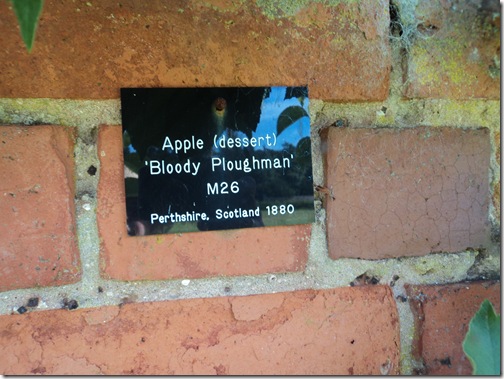 Apple (dessert)
'Bloody Ploughman'
M26
Perthshire, Scotland 1880